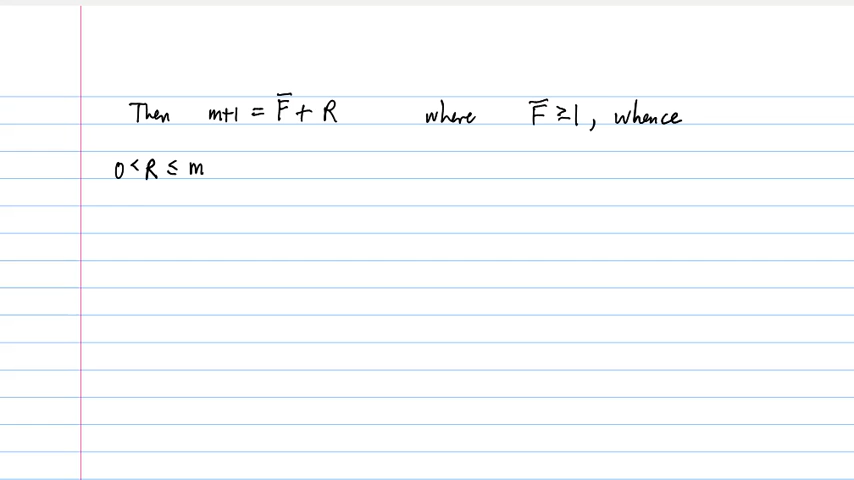 Then m+1 = F̅ + R where F̅ ≥ 1, whence
0 < R ≤ m